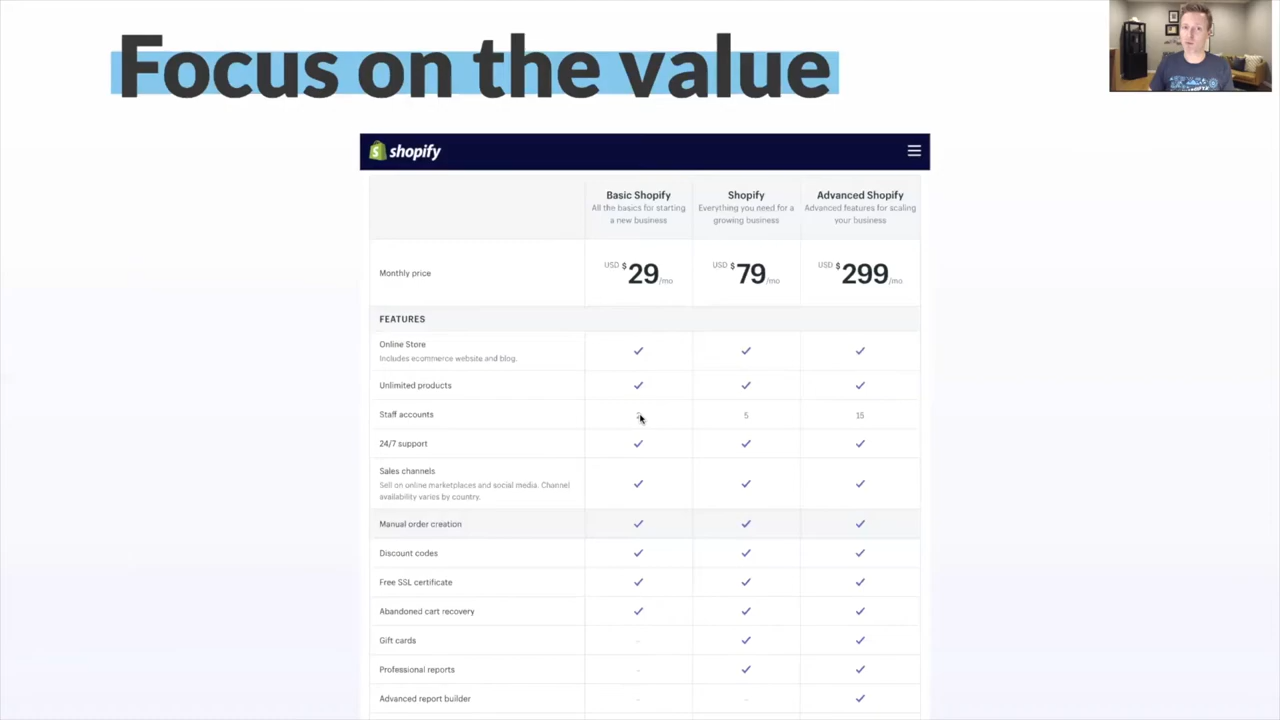 Focus on the value
shopify
Basic Shopify
All the basics for starting
a new business
Shopify
Everything you need for a
growing business
Advanced Shopify
Advanced features for scaling
your business
Monthly price
USD $29/mo
USD $79/mo
USD $299/mo
FEATURES
Online Store
Includes ecommerce website and blog.
Unlimited products
Staff accounts
5
15
24/7 support
Sales channels
Sell on online marketplaces and social media. Channel
availability varies by country.
Manual order creation
Discount codes
Free SSL certificate
Abandoned cart recovery
Gift cards
-
Professional reports
-
Advanced report builder
- -